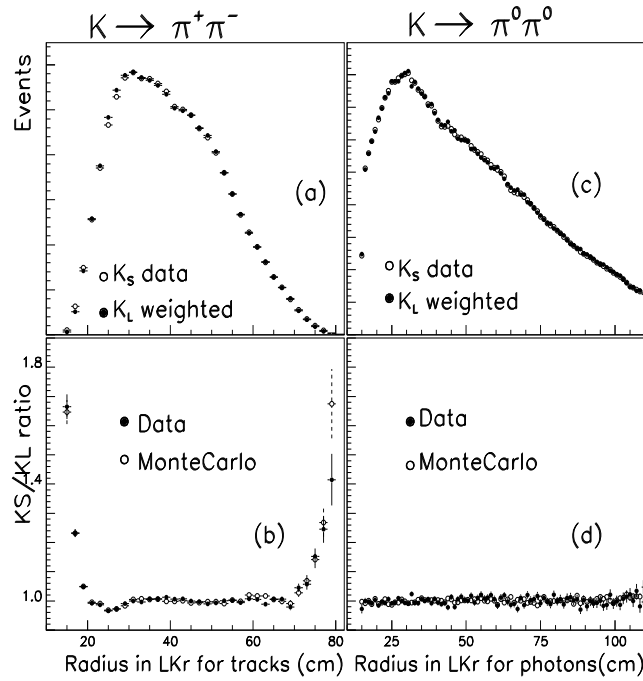 K → π⁺π⁻
K → π⁰π⁰
Events
(a)
Kₛ data
K_L weighted
(c)
Kₛ data
K_L weighted
KS/KL ratio
1.8
1.4
1.0
Data
MonteCarlo
(b)
Data
MonteCarlo
(d)
20 40 60 80
25 50 75 100
Radius in LKr for tracks (cm)
Radius in LKr for photons(cm)